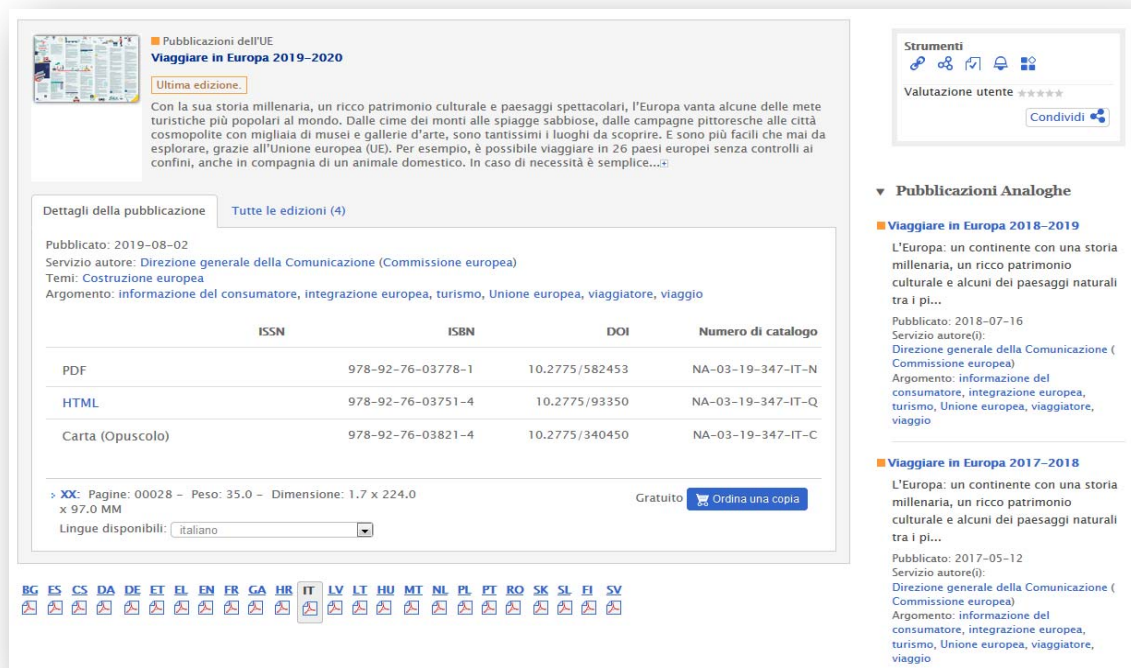 Pubblicazioni dell'UE
Viaggiare in Europa 2019–2020
Ultima edizione.
Con la sua storia millenaria, un ricco patrimonio culturale e paesaggi spettacolari, l'Europa vanta alcune delle mete
turistiche più popolari al mondo. Dalle cime dei monti alle spiagge sabbiose, dalle campagne pittoresche alle città
cosmopolite con migliaia di musei e gallerie d'arte, sono tantissimi i luoghi da scoprire. E sono più facili che mai da
esplorare, grazie all'Unione europea (UE). Per esempio, è possibile viaggiare in 26 paesi europei senza controlli ai
confini, anche in compagnia di un animale domestico. In caso di necessità è semplice...
Dettagli della pubblicazione Tutte le edizioni (4)
Pubblicato: 2019-08-02
Servizio autore: Direzione generale della Comunicazione (Commissione europea)
Temi: Costruzione europea
Argomento: informazione del consumatore, integrazione europea, turismo, Unione europea, viaggiatore, viaggio
ISSN ISBN DOI Numero di catalogo
PDF 978-92-76-03778-1 10.2775/582453 NA-03-19-347-IT-N
HTML 978-92-76-03751-4 10.2775/93350 NA-03-19-347-IT-Q
Carta (Opuscolo) 978-92-76-03821-4 10.2775/340450 NA-03-19-347-IT-C
XX: Pagine: 00028 – Peso: 35.0 – Dimensione: 1.7 x 224.0
x 97.0 MM
Gratuito Ordina una copia
Lingue disponibili: italiano
BG ES CS DA DE ET EL EN FR GA HR IT LV LT HU MT NL PL PT RO SK SL FI SV
Strumenti
Valutazione utente
Condividi
Pubblicazioni Analoghe
Viaggiare in Europa 2018–2019
L'Europa: un continente con una storia
millenaria, un ricco patrimonio
culturale e alcuni dei paesaggi naturali
tra i pi...
Pubblicato: 2018-07-16
Servizio autore(i):
Direzione generale della Comunicazione (
Commissione europea)
Argomento: informazione del
consumatore, integrazione europea,
turismo, Unione europea, viaggiatore,
viaggio
Viaggiare in Europa 2017–2018
L'Europa: un continente con una storia
millenaria, un ricco patrimonio
culturale e alcuni dei paesaggi naturali
tra i pi...
Pubblicato: 2017-05-12
Servizio autore(i):
Direzione generale della Comunicazione (
Commissione europea)
Argomento: informazione del
consumatore, integrazione europea,
turismo, Unione europea, viaggiatore,
viaggio